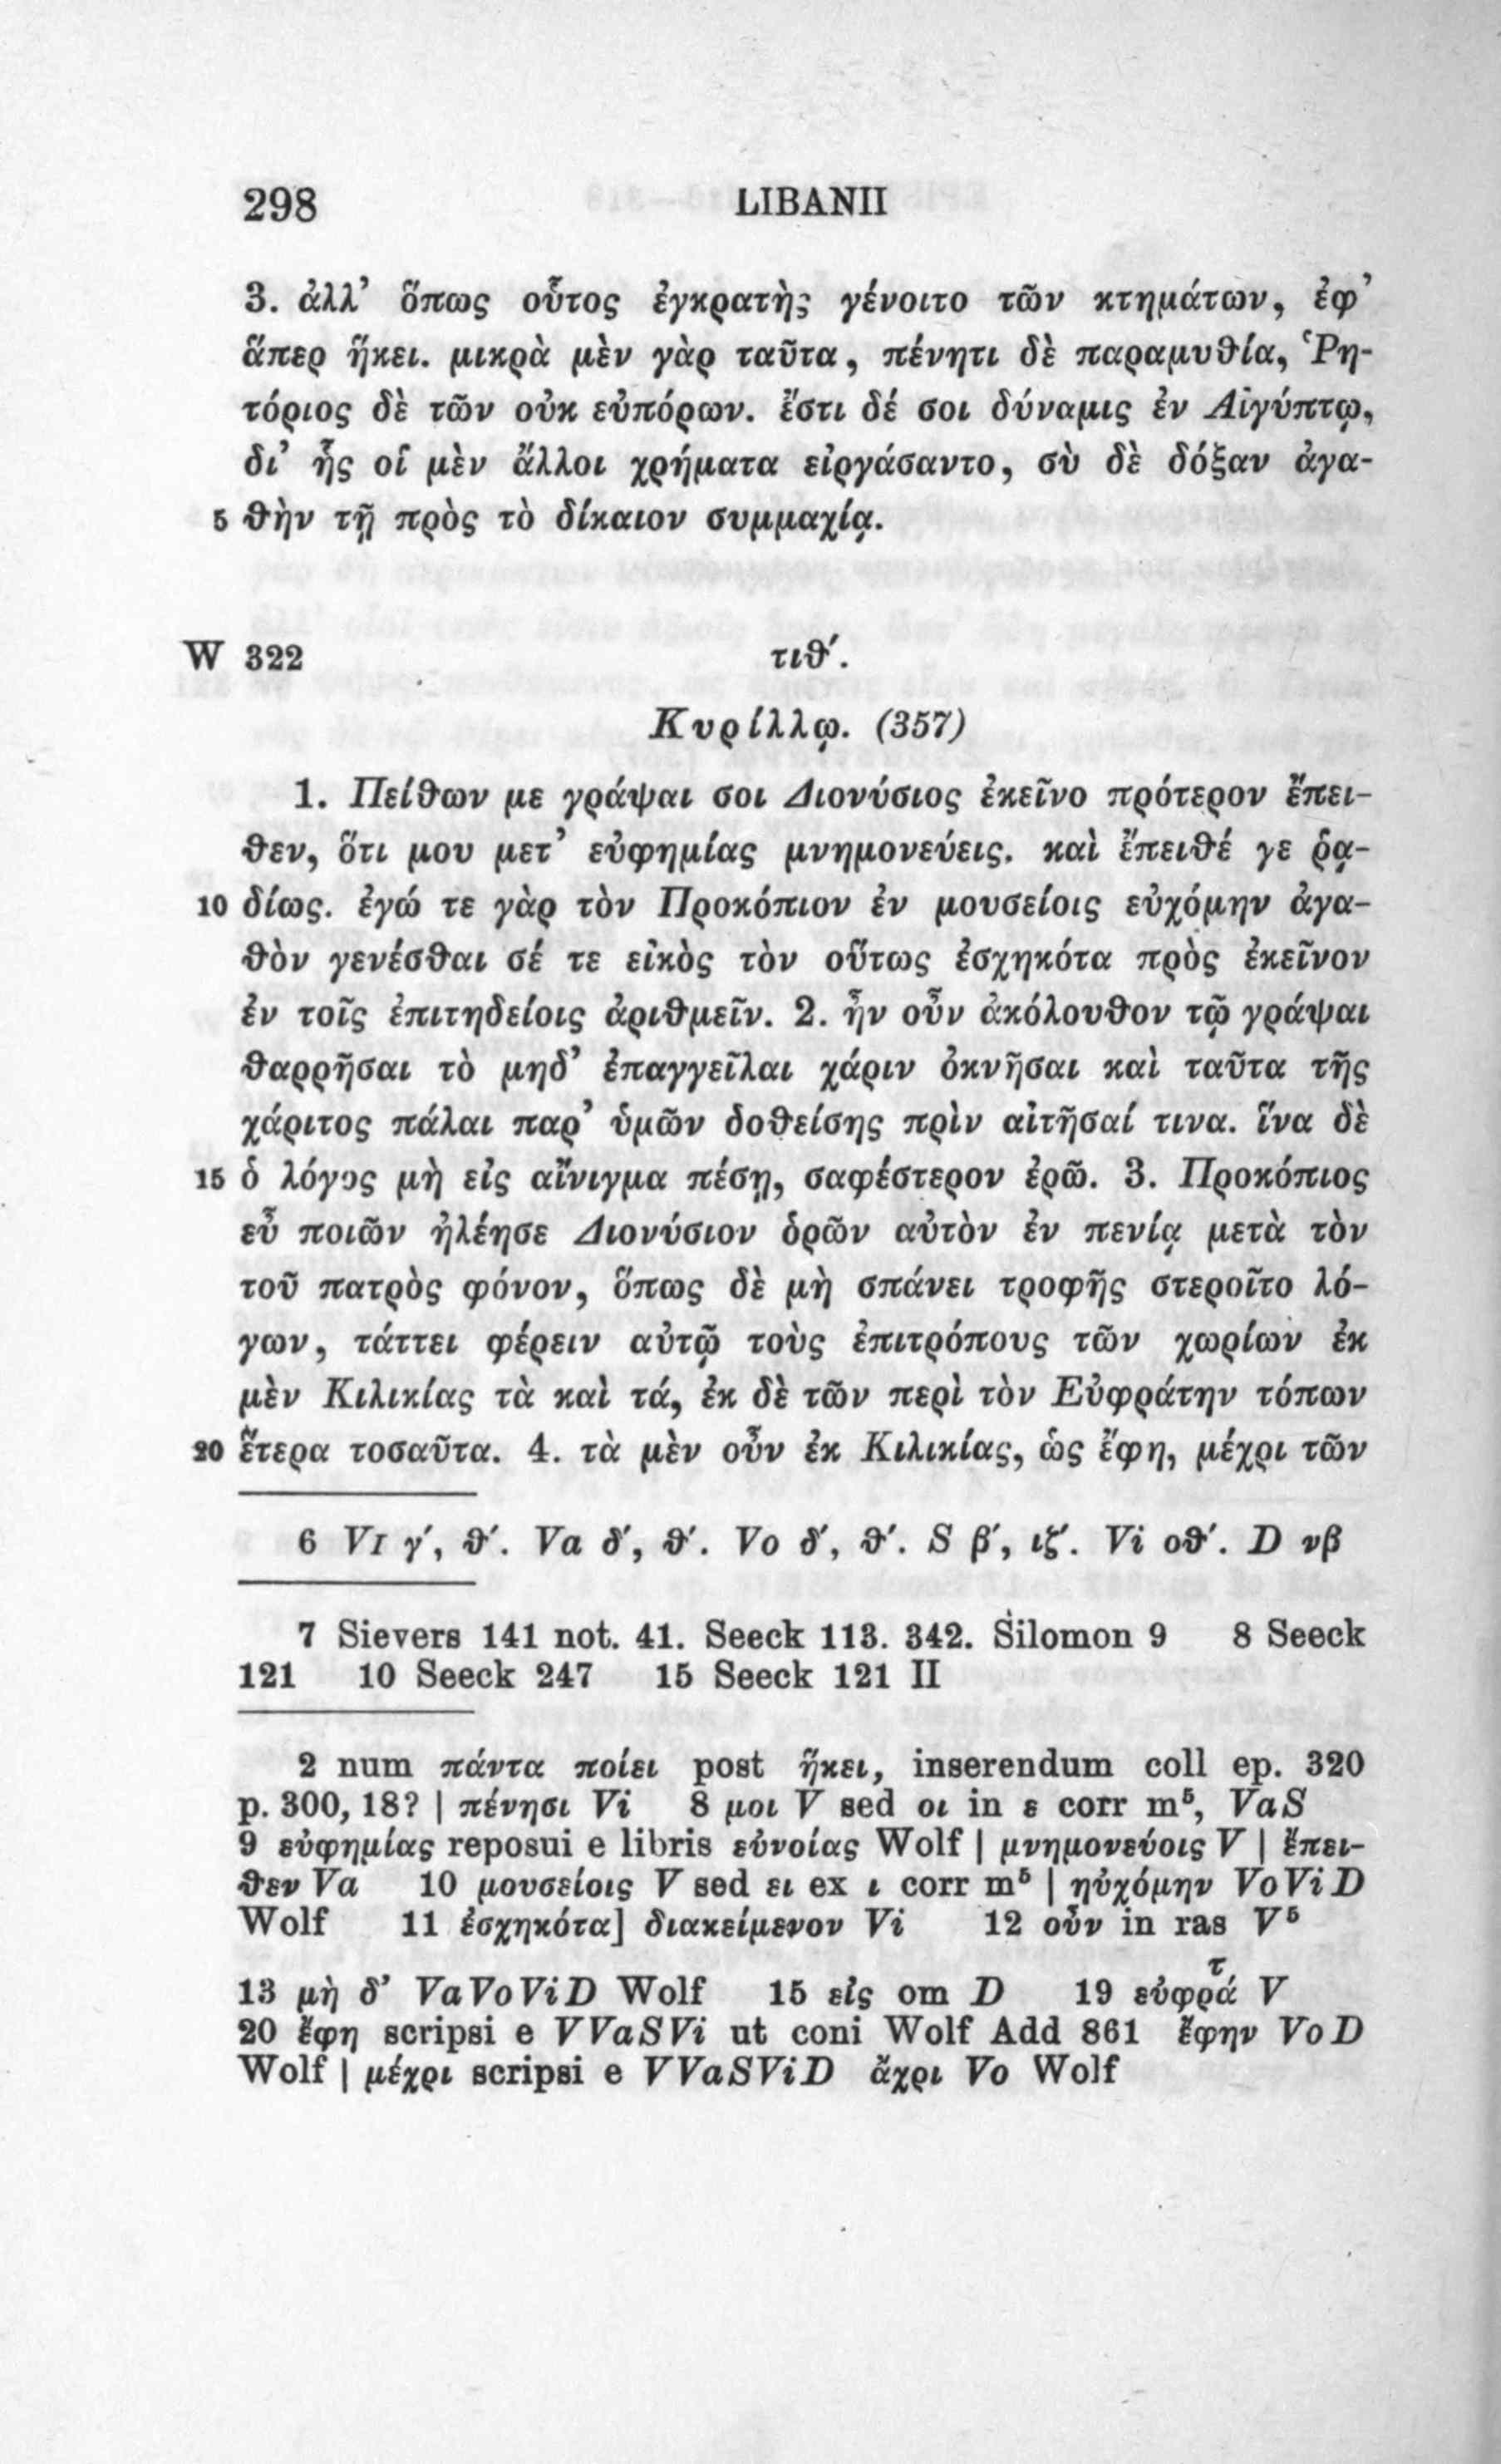 298 LIBANII
3. ἀλλ’ ὅπως οὗτος ἐγκρατὴς γένοιτο τῶν κτημάτων, ἐφ’
ἅπερ ἥκει. μικρὰ μὲν γὰρ ταῦτα, πένητι δὲ παραμυθία, Ῥη-
τόριος δὲ τῶν οὐκ εὐπόρων. ἔστι δέ σοι δύναμις ἐν Αἰγύπτῳ,
δι’ ἧς οἱ μὲν ἄλλοι χρήματα εἰργάσαντο, σὺ δὲ δόξαν ἀγα-
5 θὴν τῇ πρὸς τὸ δίκαιον συμμαχίᾳ.
W 322 τιθ′.
Κυρίλλῳ. (357)
1. Πείθων με γράψαι σοι Διονύσιος ἐκεῖνο πρότερον ἔπει-
θεν, ὅτι μου μετ’ εὐφημίας μνημονεύεις. καὶ ἔπειθέ γε ῥᾳ-
10 δίως. ἐγώ τε γὰρ τὸν Προκόπιον ἐν μουσείοις εὐχόμην ἀγα-
θὸν γενέσθαι σέ τε εἰκὸς τὸν οὕτως ἐσχηκότα πρὸς ἐκεῖνον
ἐν τοῖς ἐπιτηδείοις ἀριθμεῖν. 2. ἦν οὖν ἀκόλουθον τῷ γράψαι
θαρρῆσαι τὸ μηδ’ ἐπαγγεῖλαι χάριν ὀκνῆσαι καὶ ταῦτα τῆς
χάριτος πάλαι παρ’ ὑμῶν δοθείσης πρὶν αἰτῆσαί τινα. ἵνα δὲ
15 ὁ λόγος μὴ εἰς αἴνιγμα πέσῃ, σαφέστερον ἐρῶ. 3. Προκόπιος
εὖ ποιῶν ἠλέησε Διονύσιον ὁρῶν αὐτὸν ἐν πενίᾳ μετὰ τὸν
τοῦ πατρὸς φόνον, ὅπως δὲ μὴ σπάνει τροφῆς στεροῖτο λό-
γων, τάττει φέρειν αὐτῷ τοὺς ἐπιτρόπους τῶν χωρίων ἐκ
μὲν Κιλικίας τὰ καὶ τά, ἐκ δὲ τῶν περὶ τὸν Εὐφράτην τόπων
20 ἕτερα τοσαῦτα. 4. τὰ μὲν οὖν ἐκ Κιλικίας, ὡς ἔφη, μέχρι τῶν
6 VI γ′, θ′. Va δ′, θ′. Vo δ′, θ′. S β′, ιζ′. Vi οθ′. D νβ
7 Sievers 141 not. 41. Seeck 113. 342. Silomon 9 8 Seeck
121 10 Seeck 247 15 Seeck 121 II
2 num πάντα ποίει post ἥκει, inserendum coll ep. 320
p. 300, 18? | πένησι Vi 8 μοι V sed οι in ε corr m⁵, VaS
9 εὐφημίας reposui e libris εὐνοίας Wolf | μνημονεύοις V | ἔπει-
θεν Va 10 μουσείοις V sed ει ex ι corr m⁵ | ηὐχόμην VoViD
Wolf 11 ἐσχηκότα] διακείμενον Vi 12 οὖν in ras V⁵
13 μὴ δ’ VaVoViD Wolf 15 εἰς om D 19 εὐφρά^τ V
20 ἔφη scripsi e VVaSVi ut coni Wolf Add 861 ἔφην VoD
Wolf | μέχρι scripsi e VVaSViD ἄχρι Vo Wolf